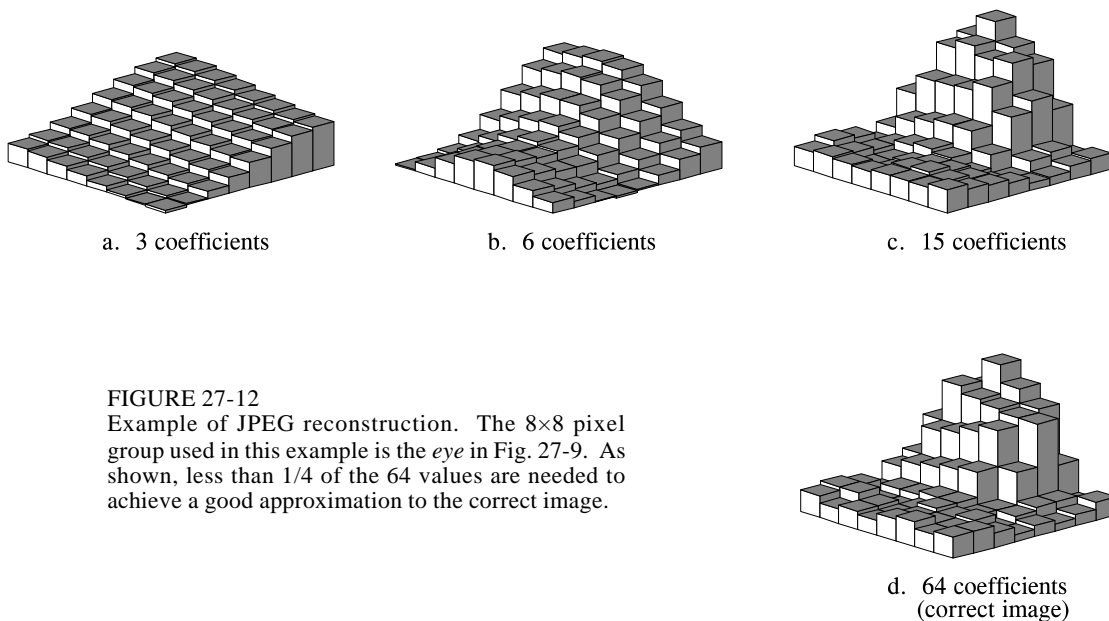 a. 3 coefficients
b. 6 coefficients
c. 15 coefficients
FIGURE 27-12
Example of JPEG reconstruction. The 8×8 pixel
group used in this example is the eye in Fig. 27-9. As
shown, less than 1/4 of the 64 values are needed to
achieve a good approximation to the correct image.
d. 64 coefficients
(correct image)